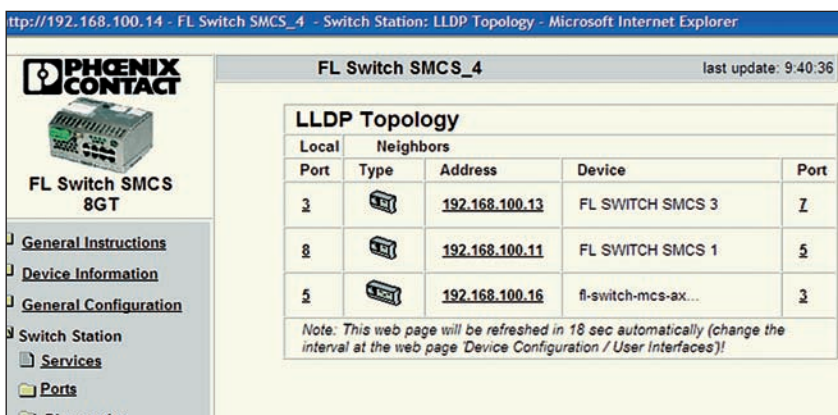 ttp://192.168.100.14 - FL Switch SMCS_4 - Switch Station: LLDP Topology - Microsoft Internet Explorer
PHŒNIX
CONTACT
FL Switch SMCS
8GT
General Instructions
Device Information
General Configuration
Switch Station
Services
Ports
FL Switch SMCS_4 last update: 9:40:36
LLDP Topology
Local Neighbors
Port Type Address Device Port
3 192.168.100.13 FL SWITCH SMCS 3 7
8 192.168.100.11 FL SWITCH SMCS 1 5
5 192.168.100.16 fl-switch-mcs-ax... 3
Note: This web page will be refreshed in 18 sec automatically (change the
interval at the web page 'Device Configuration / User Interfaces')!